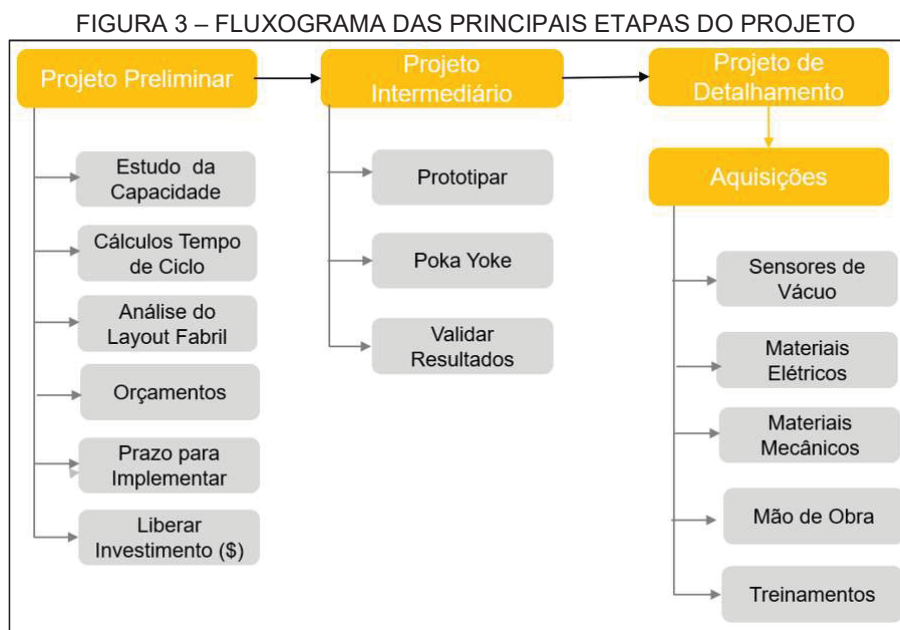 FIGURA 3 – FLUXOGRAMA DAS PRINCIPAIS ETAPAS DO PROJETO
Projeto Preliminar
Estudo da
Capacidade
Cálculos Tempo
de Ciclo
Análise do
Layout Fabril
Orçamentos
Prazo para
Implementar
Liberar
Investimento ($)
Projeto
Intermediário
Prototipar
Poka Yoke
Validar
Resultados
Projeto de
Detalhamento
Aquisições
Sensores de
Vácuo
Materiais
Elétricos
Materiais
Mecânicos
Mão de Obra
Treinamentos